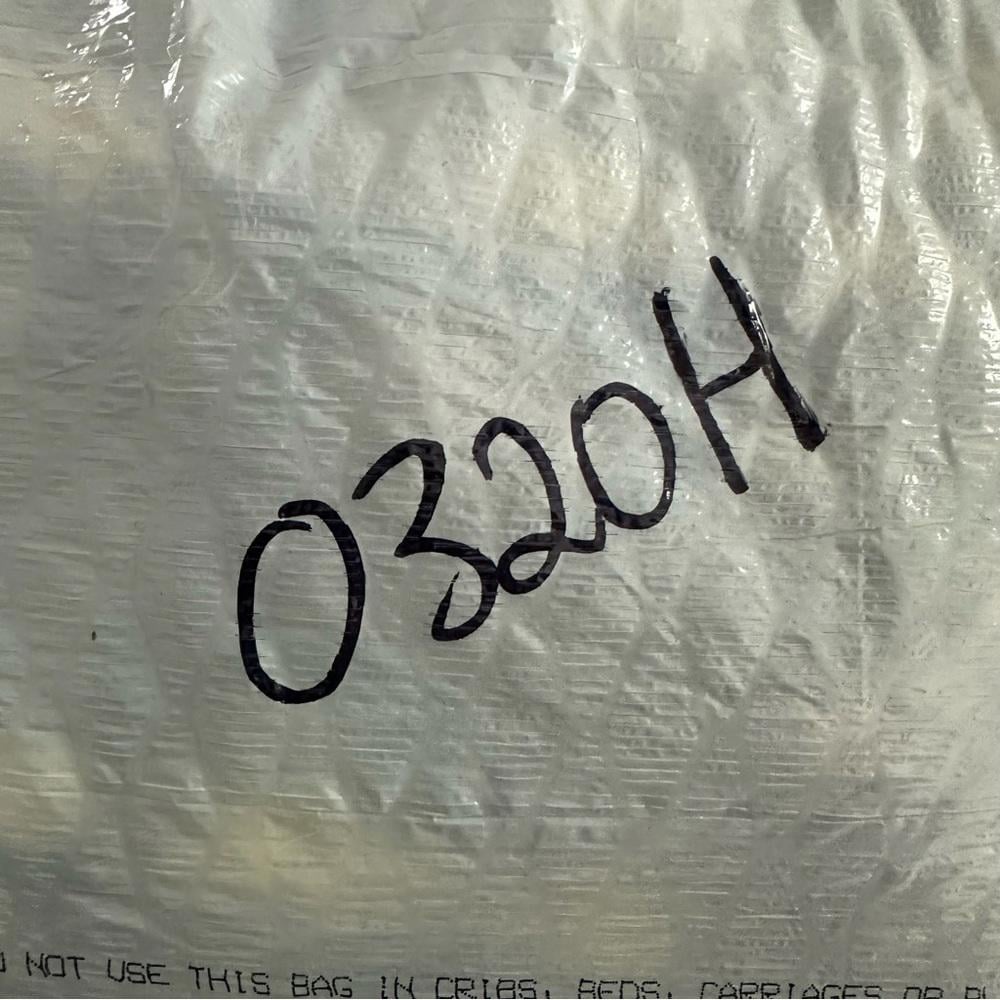 0320H
NOT USE THIS BAG IN CRIBS, BEDS, CARRIAGES OR